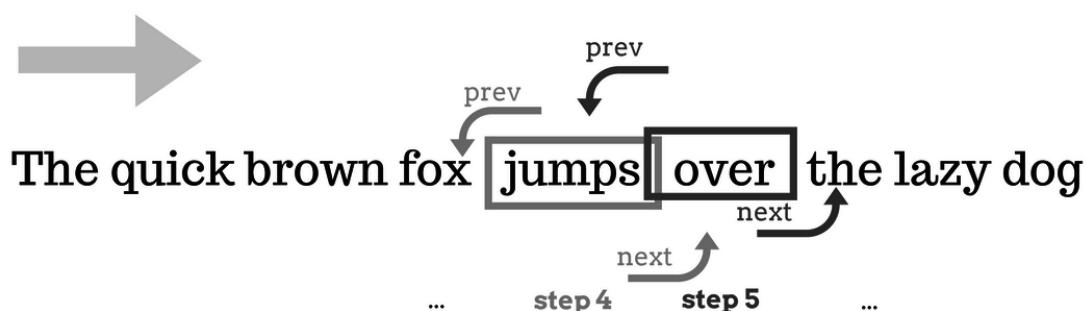 prev
prev
The quick brown fox jumps over the lazy dog
next
next
... step 4 step 5 ...